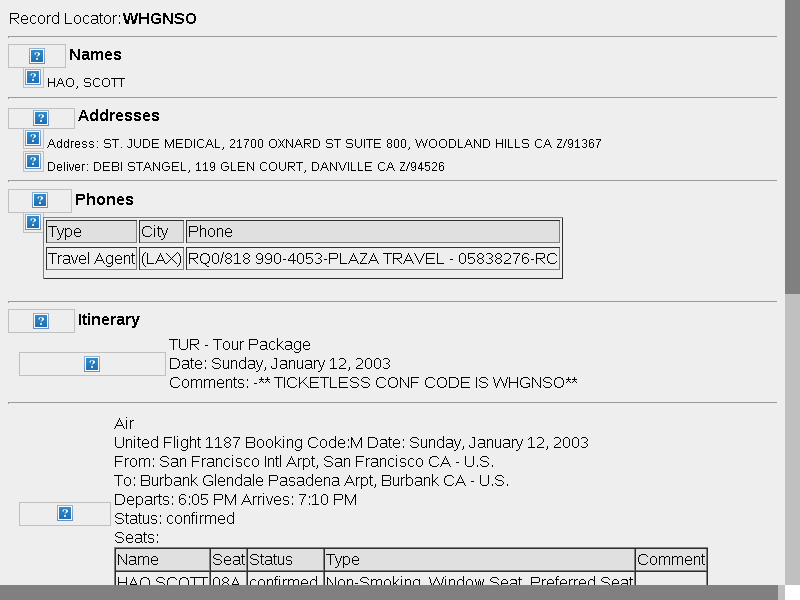 Record Locator:WHGNSO
Names
HAO, SCOTT
Addresses
Address: ST. JUDE MEDICAL, 21700 OXNARD ST SUITE 800, WOODLAND HILLS CA Z/91367
Deliver: DEBI STANGEL, 119 GLEN COURT, DANVILLE CA Z/94526
Phones
Type City Phone
Travel Agent (LAX) RQ0/818 990-4053-PLAZA TRAVEL - 05838276-RC
Itinerary
TUR - Tour Package
Date: Sunday, January 12, 2003
Comments: -** TICKETLESS CONF CODE IS WHGNSO**
Air
United Flight 1187 Booking Code:M Date: Sunday, January 12, 2003
From: San Francisco Intl Arpt, San Francisco CA - U.S.
To: Burbank Glendale Pasadena Arpt, Burbank CA - U.S.
Departs: 6:05 PM Arrives: 7:10 PM
Status: confirmed
Seats:
Name Seat Status Type Comment
HAO SCOTT 08A confirmed Non-Smoking, Window Seat, Preferred Seat